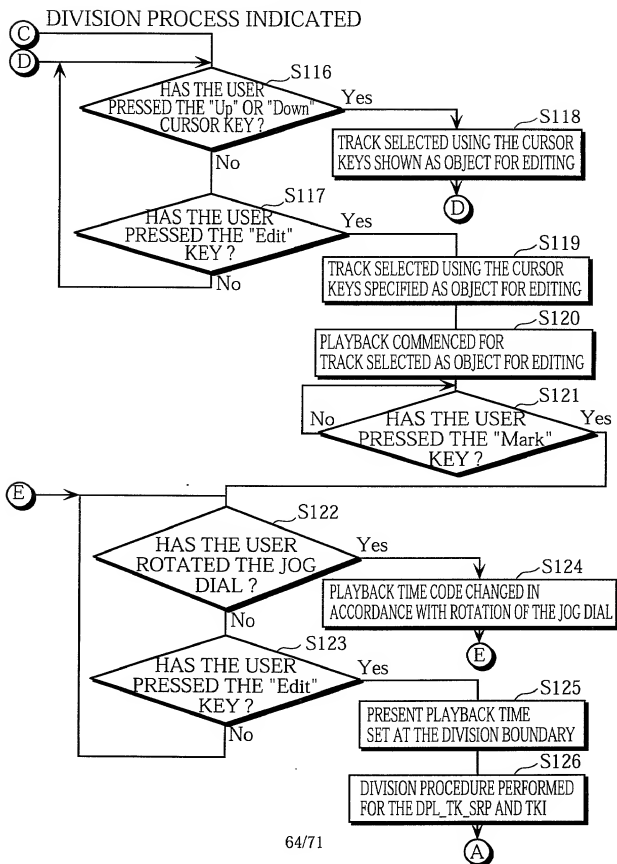 DIVISION PROCESS INDICATED
C
D
S116
HAS THE USER
PRESSED THE "Up" OR "Down"
CURSOR KEY ?
Yes
No
S118
TRACK SELECTED USING THE CURSOR
KEYS SHOWN AS OBJECT FOR EDITING
D
S117
HAS THE USER
PRESSED THE "Edit"
KEY ?
Yes
No
S119
TRACK SELECTED USING THE CURSOR
KEYS SPECIFIED AS OBJECT FOR EDITING
S120
PLAYBACK COMMENCED FOR
TRACK SELECTED AS OBJECT FOR EDITING
S121
No
HAS THE USER
PRESSED THE "Mark"
KEY ?
Yes
E
S122
HAS THE USER
ROTATED THE JOG
DIAL ?
Yes
No
S124
PLAYBACK TIME CODE CHANGED IN
ACCORDANCE WITH ROTATION OF THE JOG DIAL
E
S123
HAS THE USER
PRESSED THE "Edit"
KEY ?
Yes
No
S125
PRESENT PLAYBACK TIME
SET AT THE DIVISION BOUNDARY
S126
DIVISION PROCEDURE PERFORMED
FOR THE DPL_TK_SRP AND TKI
A
64/71